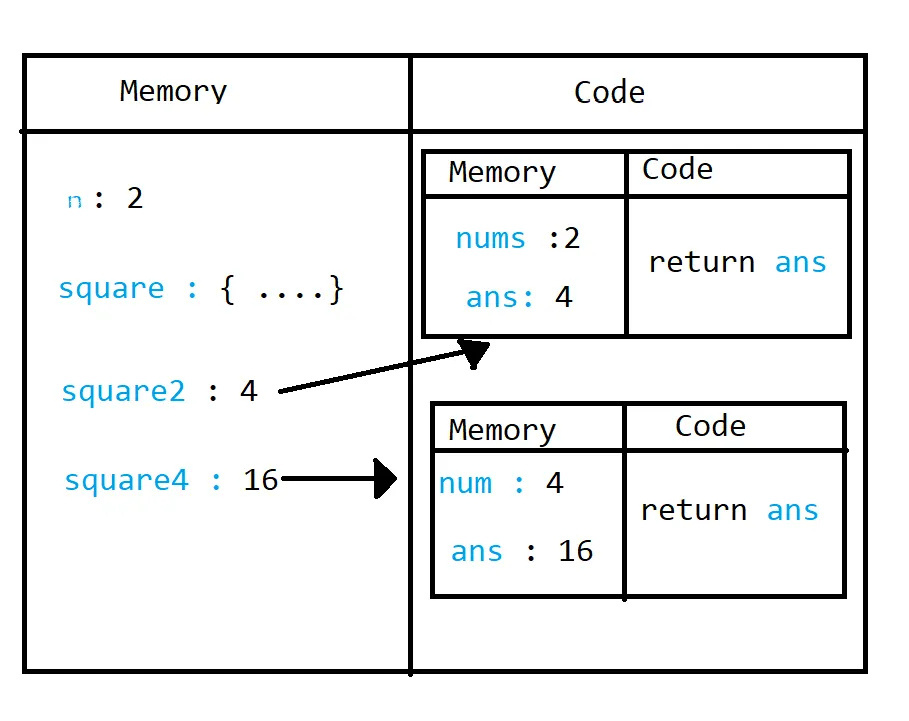 Memory
Code
n : 2
square : { ....}
square2 : 4
square4 : 16
Memory
Code
nums :2
ans: 4
return ans
Memory
Code
num : 4
ans : 16
return ans